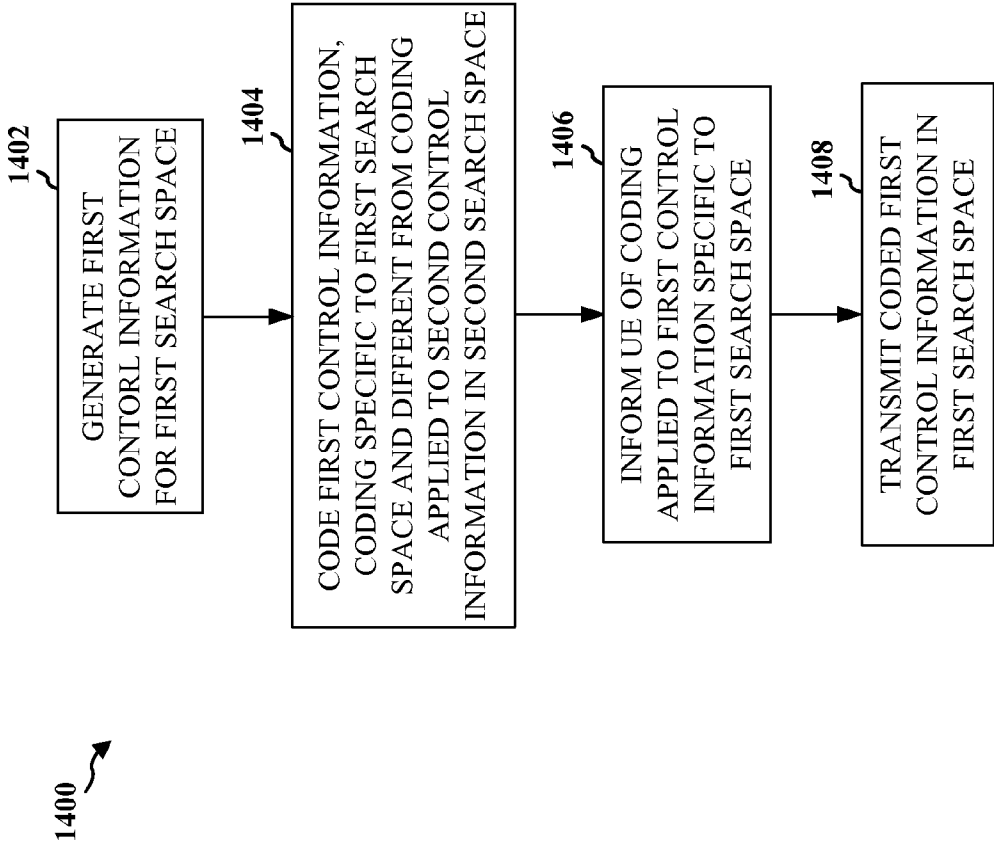 1400
1402
GENERATE FIRST
CONTORL INFORMATION
FOR FIRST SEARCH SPACE
1404
CODE FIRST CONTROL INFORMATION,
CODING SPECIFIC TO FIRST SEARCH
SPACE AND DIFFERENT FROM CODING
APPLIED TO SECOND CONTROL
INFORMATION IN SECOND SEARCH SPACE
1406
INFORM UE OF CODING
APPLIED TO FIRST CONTROL
INFORMATION SPECIFIC TO
FIRST SEARCH SPACE
1408
TRANSMIT CODED FIRST
CONTROL INFORMATION IN
FIRST SEARCH SPACE